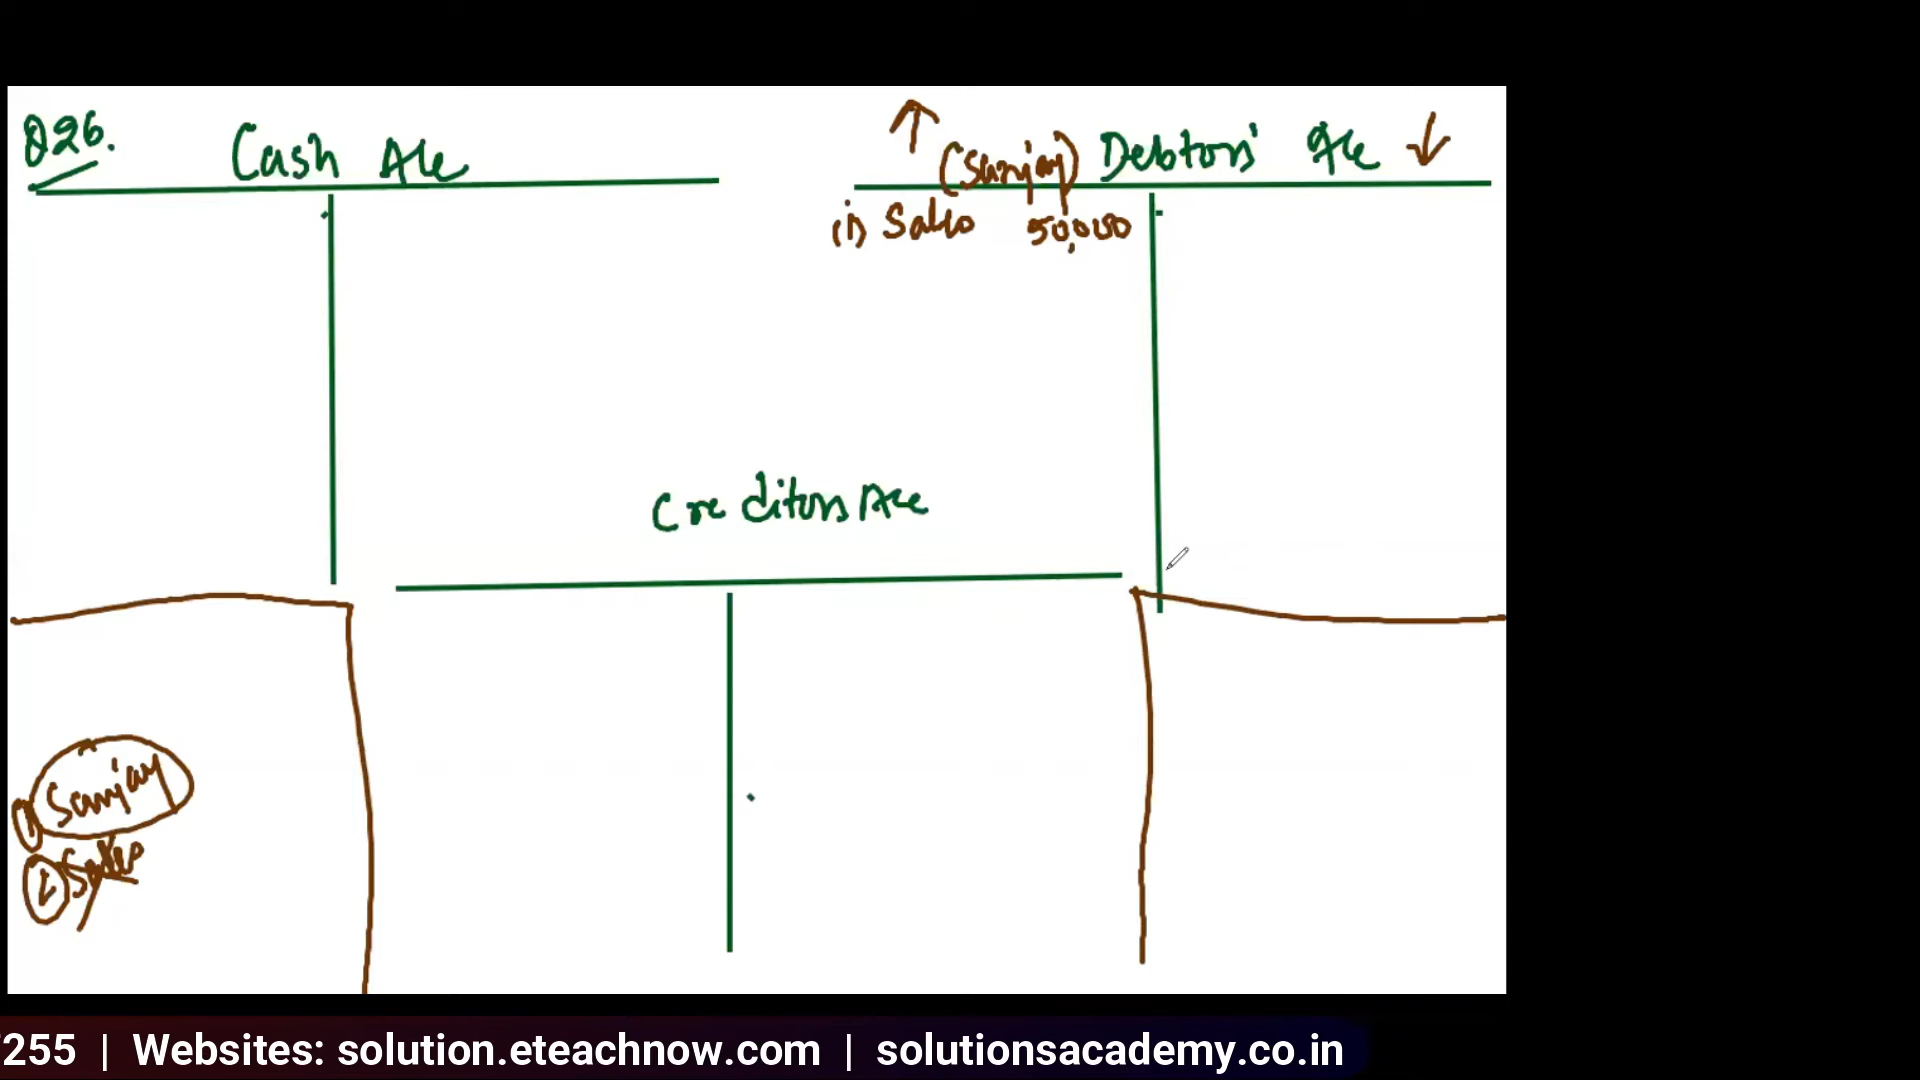 Q26.
Cash A/c
(Sanjay) Debtors' A/c
(i) Sales 50,000
Creditors A/c
1 Sanjay
2 Sales
255 | Websites: solution.eteachnow.com | solutionsacademy.co.in